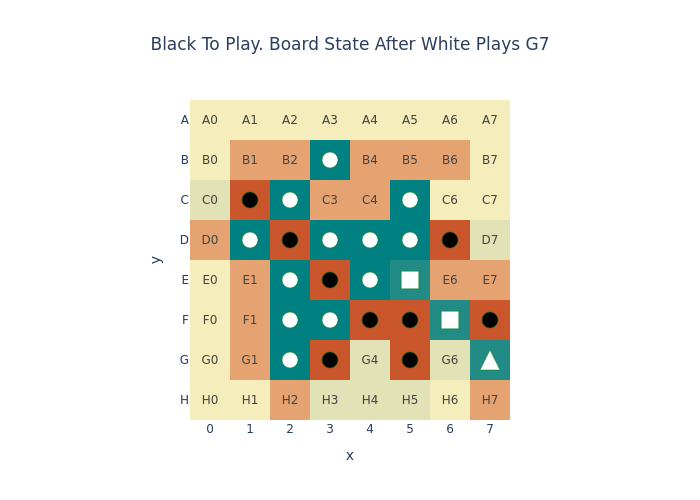 Black To Play. Board State After White Plays G7
A A0 A1 A2 A3 A4 A5 A6 A7
B B0 B1 B2 B4 B5 B6 B7
C C0 C3 C4 C6 C7
D D0 D7
E E0 E1 E6 E7
F F0 F1
G G0 G1 G4 G6
H H0 H1 H2 H3 H4 H5 H6 H7
0 1 2 3 4 5 6 7
x
y